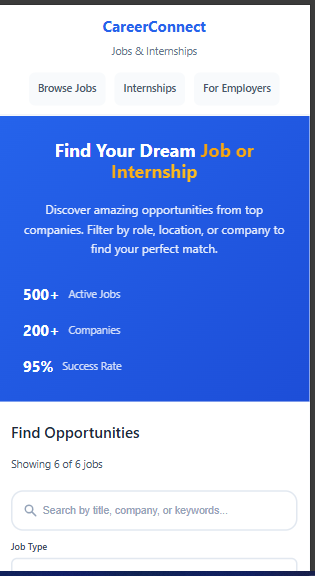 CareerConnect
Jobs & Internships
Browse Jobs
Internships
For Employers
Find Your Dream Job or
Internship
Discover amazing opportunities from top
companies. Filter by role, location, or company to
find your perfect match.
500+ Active Jobs
200+ Companies
95% Success Rate
Find Opportunities
Showing 6 of 6 jobs
Search by title, company, or keywords...
Job Type